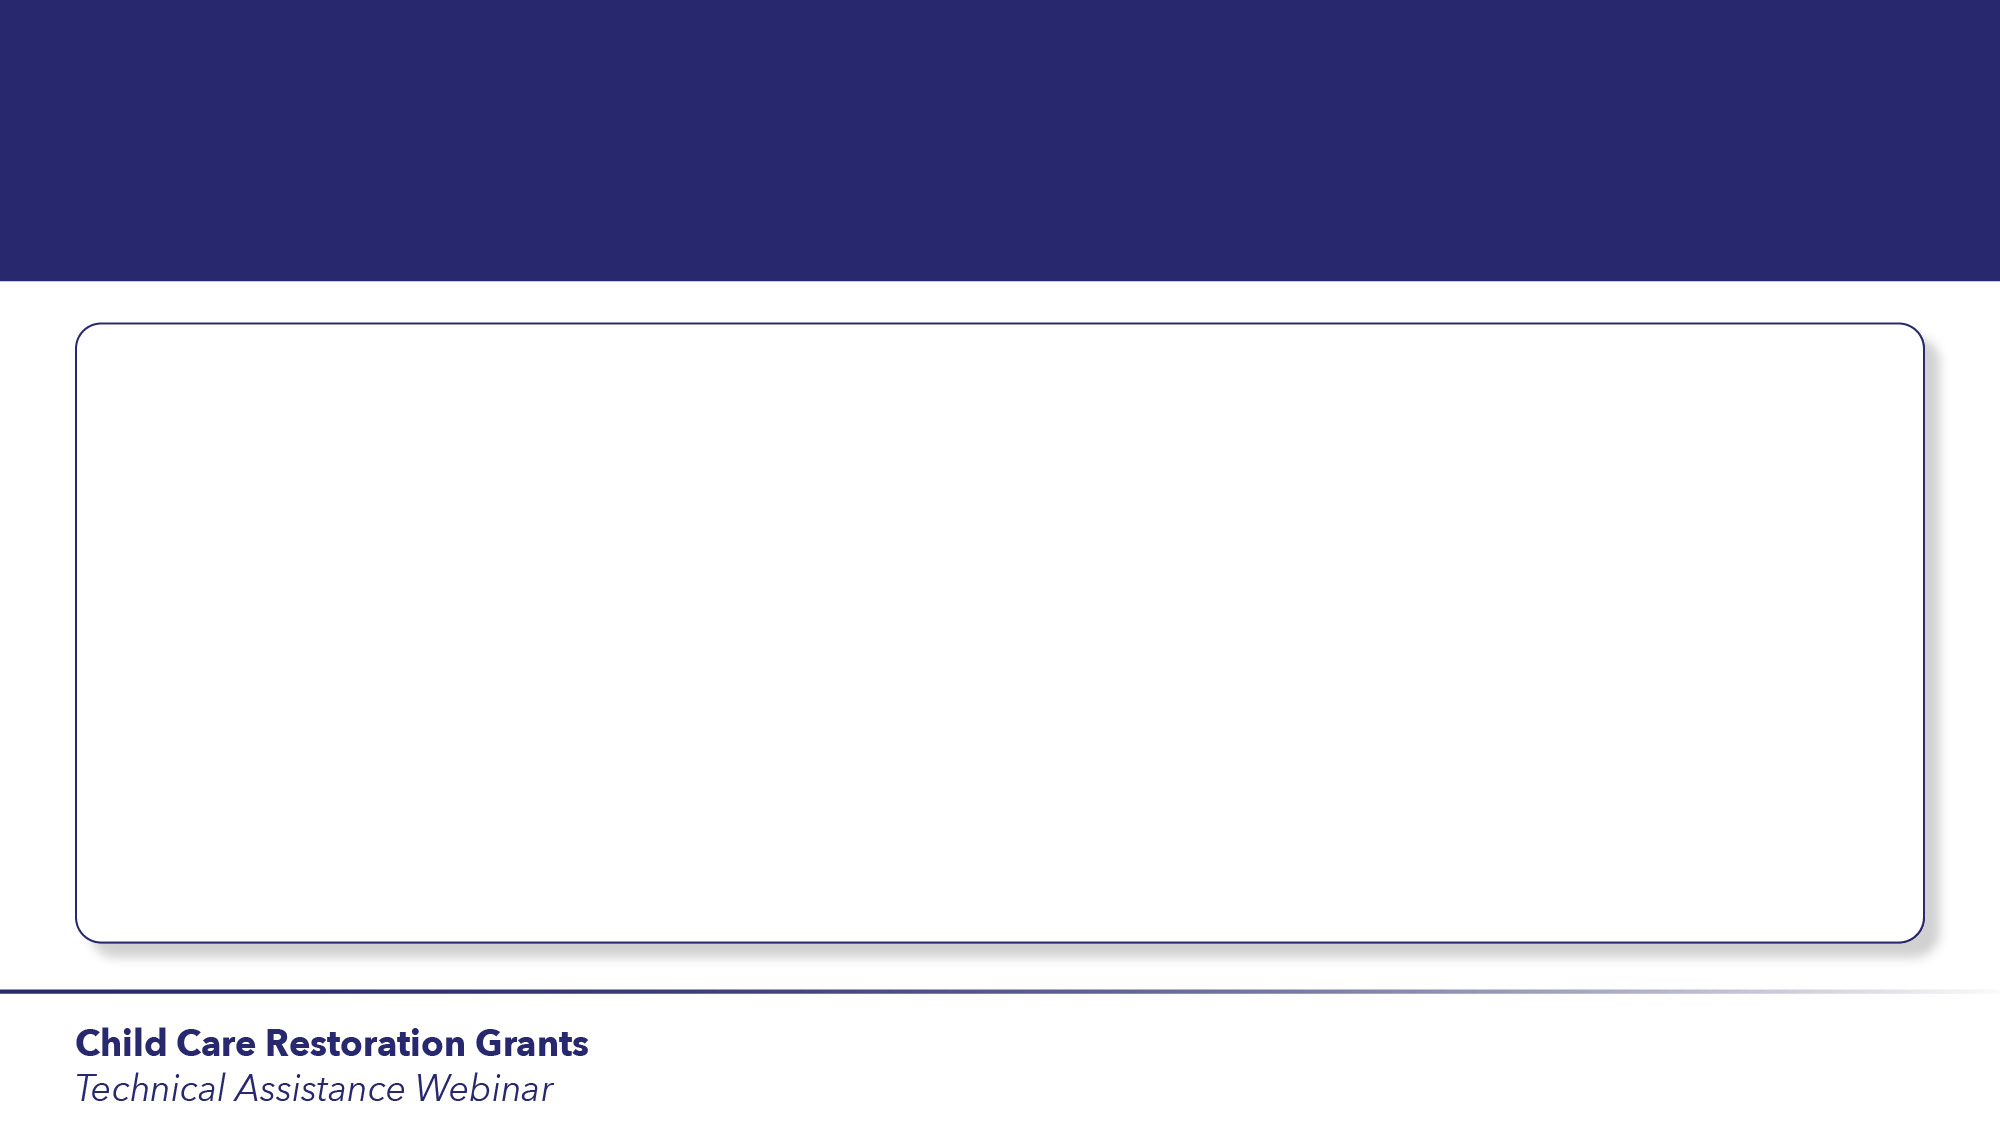 Child Care Restoration Grants
Technical Assistance Webinar